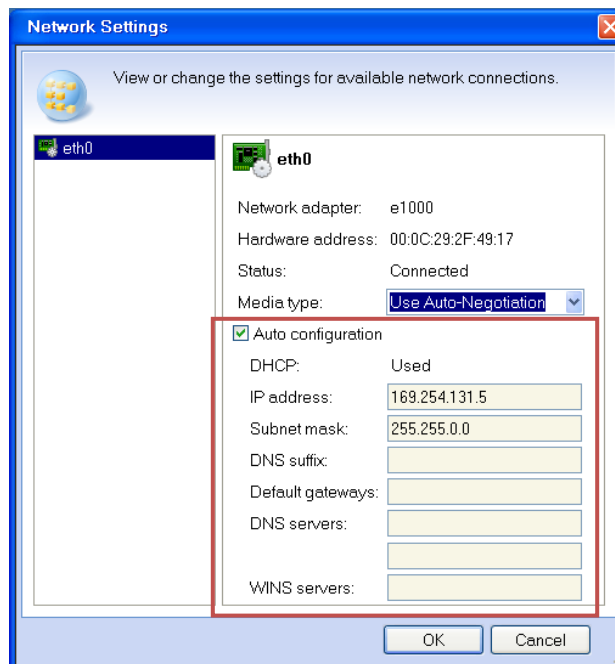 Network Settings
View or change the settings for available network connections.
eth0
eth0
Network adapter: e1000
Hardware address: 00:0C:29:2F:49:17
Status: Connected
Media type: Use Auto-Negotiation
Auto configuration
DHCP: Used
IP address: 169.254.131.5
Subnet mask: 255.255.0.0
DNS suffix:
Default gateways:
DNS servers:
WINS servers:
OK Cancel